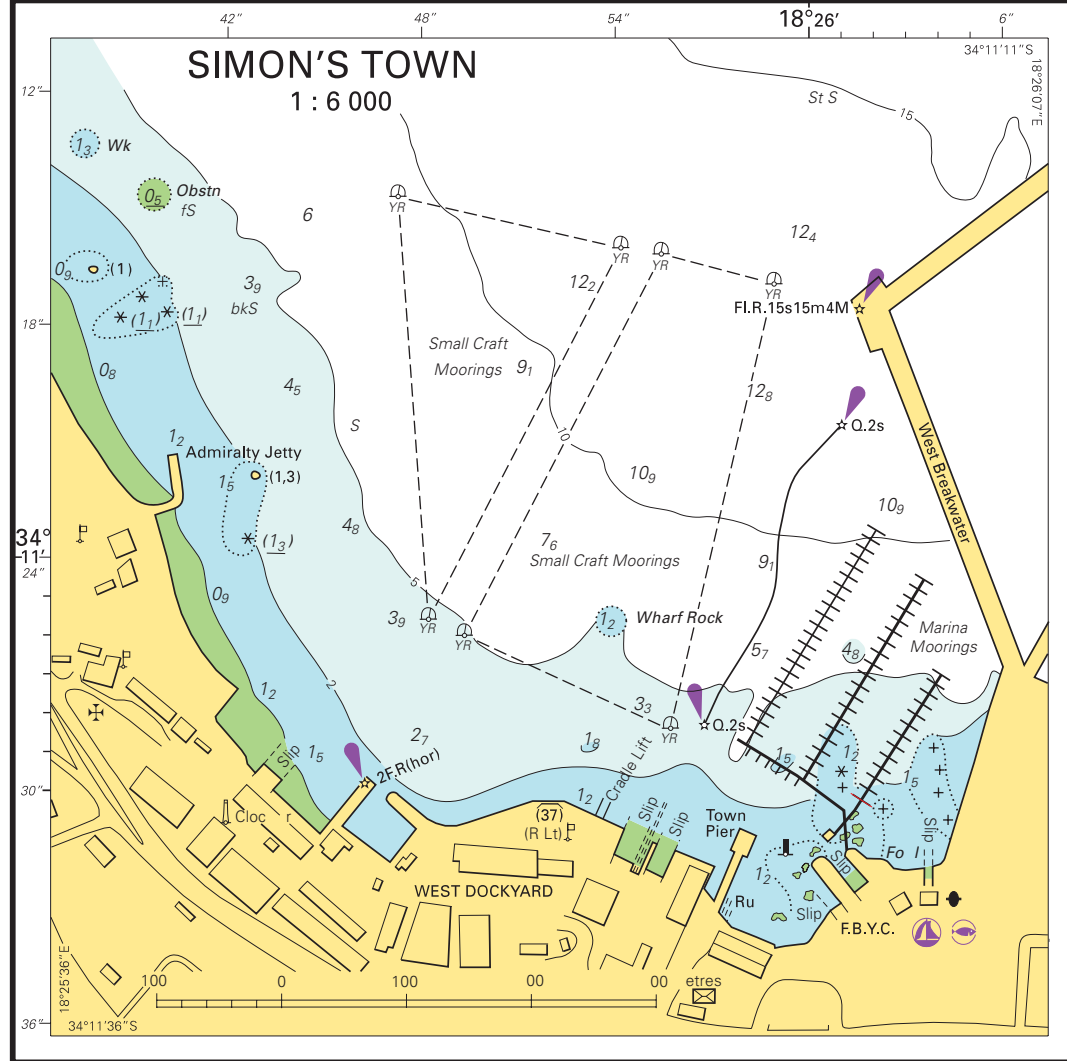 42″
48″
54″
18°26′
6″
34°11′11″S
18°26′07″E
SIMON'S TOWN
1 : 6 000
12″
St S
15
1₃ Wk
0₅ Obstn
fS
6
YR
YR
YR
12₄
0₉ (1)
3₉
bkS
12₂
YR
Fl.R.15s15m4M
18″
(1₁) (1₁)
Small Craft
Moorings
9₁
0₈
4₅
12₈
S
Q.2s
10
1₂
Admiralty Jetty
West Breakwater
1₅ (1,3)
10₉
10₉
34°
11′
24″
4₈
7₆
Small Craft Moorings
9₁
(1₃)
5
0₉
3₉
YR
YR
1₂ Wharf Rock
Marina
Moorings
5₇
4₈
1₂
2
3₃
YR
Q.2s
2₇
1₈
1₅
1₅
1₂
1₅
Slip
2F.R(hor)
Cradle Lift
30″
1₂
Cloc r
(37)
(R Lt)
Slip
Slip
Town
Pier
Slip
Fo l
Slip
WEST DOCKYARD
1₂
Ru
Slip
F.B.Y.C.
18°25′36″E
100 0 100 00 00 etres
36″
34°11′36″S